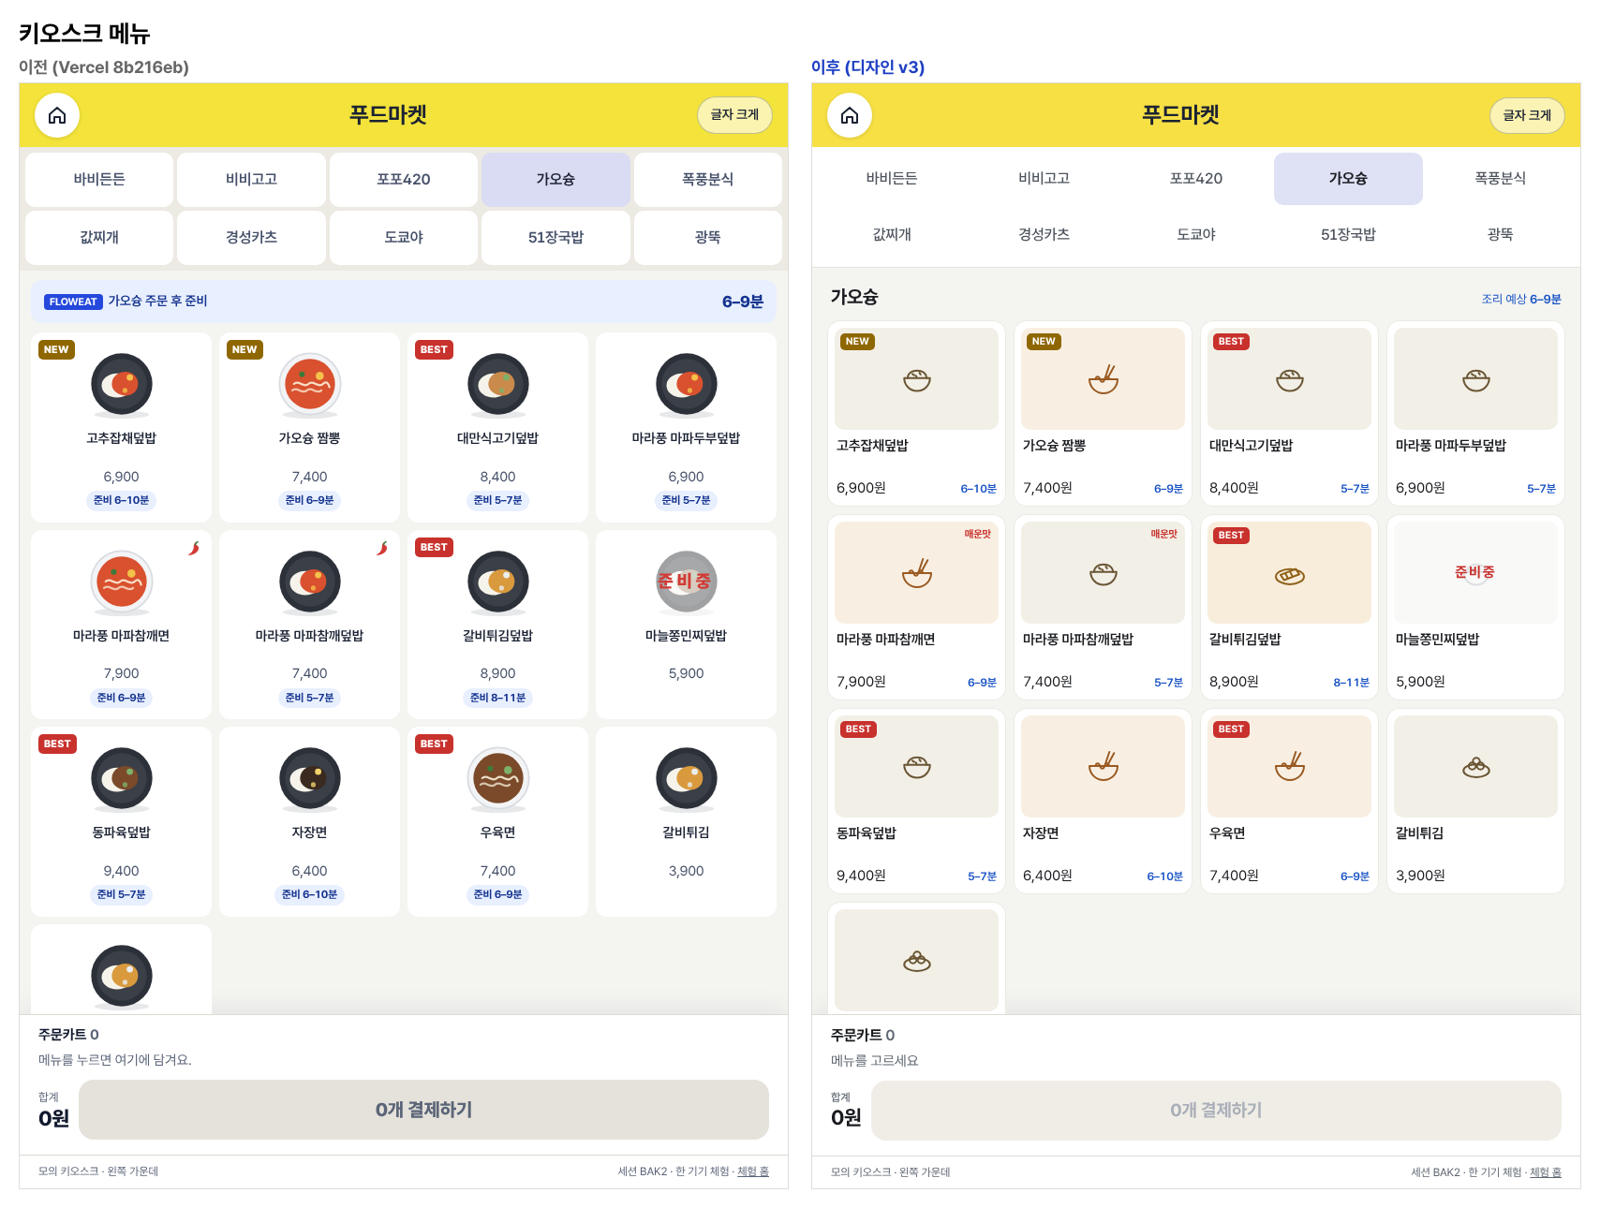 키오스크 메뉴
이전 (Vercel 8b216eb)
푸드마켓
글자 크게
바비든든 비비고고 포포420 가오슝 폭풍분식
값찌개 경성카츠 도쿄야 51장국밥 광뚝
FLOWEAT 가오슝 주문 후 준비 6–9분
NEW NEW BEST
고추잡채덮밥 가오슝 짬뽕 대만식고기덮밥 마라풍 마파두부덮밥
6,900 7,400 8,400 6,900
준비 6–10분 준비 6–9분 준비 5–7분 준비 5–7분
BEST
준비중
마라풍 마파참깨면 마라풍 마파참깨덮밥 갈비튀김덮밥 마늘쫑민찌덮밥
7,900 7,400 8,900 5,900
준비 6–9분 준비 5–7분 준비 8–11분
BEST BEST
동파육덮밥 자장면 우육면 갈비튀김
9,400 6,400 7,400 3,900
준비 5–7분 준비 6–10분 준비 6–9분
주문카트 0
메뉴를 누르면 여기에 담겨요.
합계
0원
0개 결제하기
모의 키오스크 · 왼쪽 가운데 세션 BAK2 · 한 기기 체험 · 체험 홈
이후 (디자인 v3)
푸드마켓
글자 크게
바비든든 비비고고 포포420 가오슝 폭풍분식
값찌개 경성카츠 도쿄야 51장국밥 광뚝
가오슝 조리 예상 6–9분
NEW NEW BEST
고추잡채덮밥 가오슝 짬뽕 대만식고기덮밥 마라풍 마파두부덮밥
6,900원 6–10분 7,400원 6–9분 8,400원 5–7분 6,900원 5–7분
매운맛 매운맛 BEST
준비중
마라풍 마파참깨면 마라풍 마파참깨덮밥 갈비튀김덮밥 마늘쫑민찌덮밥
7,900원 6–9분 7,400원 5–7분 8,900원 8–11분 5,900원
BEST BEST
동파육덮밥 자장면 우육면 갈비튀김
9,400원 5–7분 6,400원 6–10분 7,400원 6–9분 3,900원
주문카트 0
메뉴를 고르세요
합계
0원
0개 결제하기
모의 키오스크 · 왼쪽 가운데 세션 BAK2 · 한 기기 체험 · 체험 홈